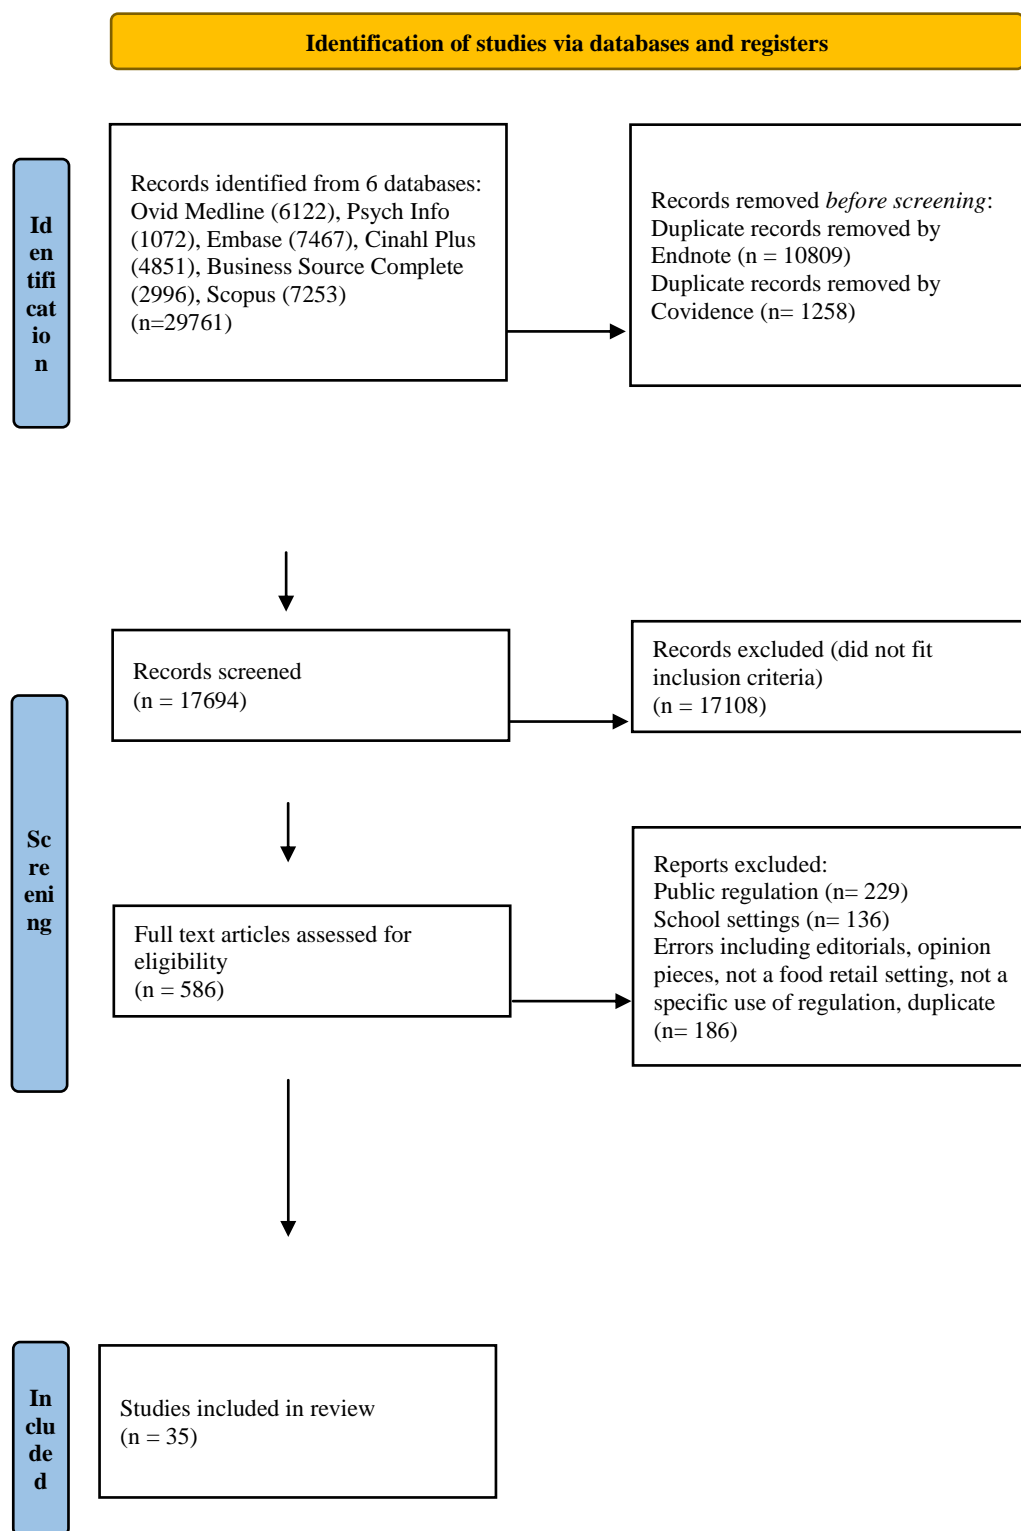 Identification of studies via databases and registers
Id
en
tifi
cat
io
n
Records identified from 6 databases:
Ovid Medline (6122), Psych Info
(1072), Embase (7467), Cinahl Plus
(4851), Business Source Complete
(2996), Scopus (7253)
(n=29761)
Records removed before screening:
Duplicate records removed by
Endnote (n = 10809)
Duplicate records removed by
Covidence (n= 1258)
Sc
re
eni
ng
Records screened
(n = 17694)
Records excluded (did not fit
inclusion criteria)
(n = 17108)
Full text articles assessed for
eligibility
(n = 586)
Reports excluded:
Public regulation (n= 229)
School settings (n= 136)
Errors including editorials, opinion
pieces, not a food retail setting, not a
specific use of regulation, duplicate
(n= 186)
In
clu
de
d
Studies included in review
(n = 35)